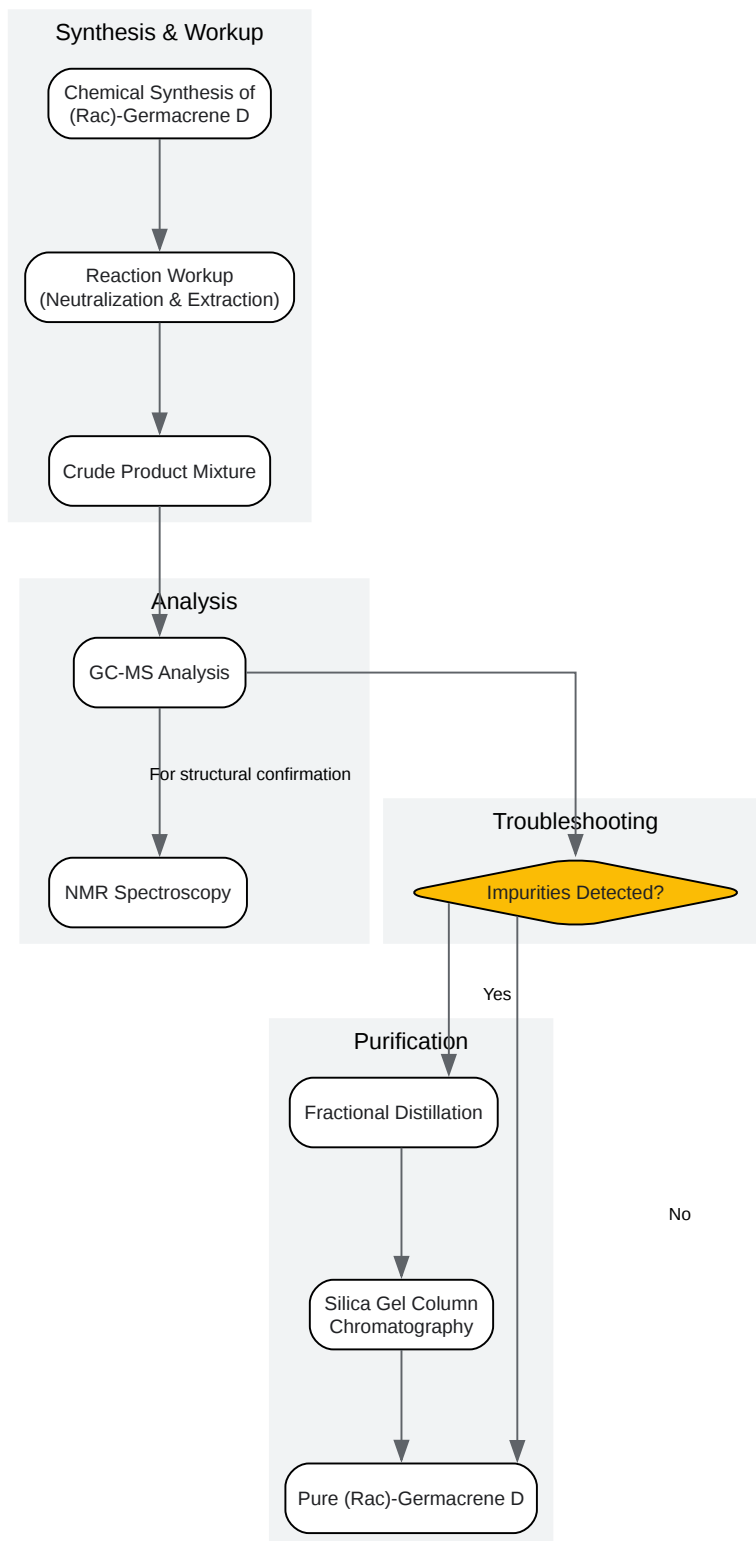 Synthesis & Workup
Chemical Synthesis of
(Rac)-Germacrene D
Reaction Workup
(Neutralization & Extraction)
Crude Product Mixture
Analysis
GC-MS Analysis
For structural confirmation
NMR Spectroscopy
Troubleshooting
Impurities Detected?
Yes
Purification
Fractional Distillation
No
Silica Gel Column
Chromatography
Pure (Rac)-Germacrene D